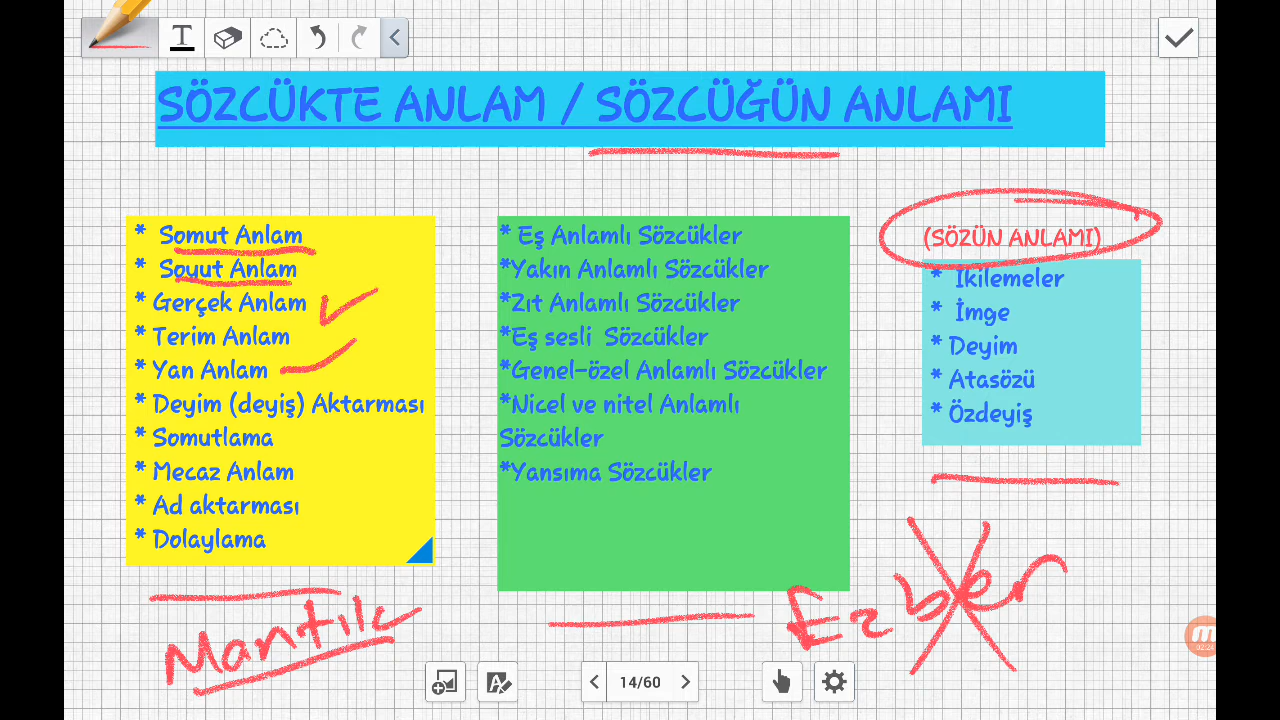 T
SÖZCÜKTE ANLAM / SÖZCÜĞÜN ANLAMI
* Somut Anlam
* Soyut Anlam
* Gerçek Anlam
* Terim Anlam
* Yan Anlam
* Deyim (deyiş) Aktarması
* Somutlama
* Mecaz Anlam
* Ad aktarması
* Dolaylama
* Eş Anlamlı Sözcükler
*Yakın Anlamlı Sözcükler
*Zıt Anlamlı Sözcükler
*Eş sesli Sözcükler
*Genel-özel Anlamlı Sözcükler
*Nicel ve nitel Anlamlı
Sözcükler
*Yansıma Sözcükler
(SÖZÜN ANLAMI)
* İkilemeler
* İmge
* Deyim
* Atasözü
* Özdeyiş
Mantık
Ezber
14/60
02:24